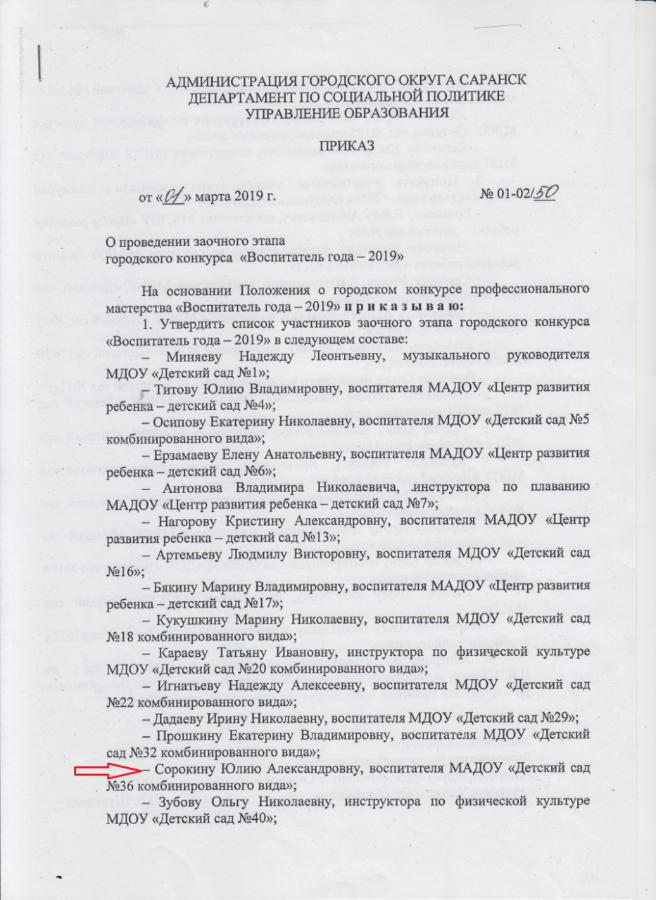 АДМИНИСТРАЦИЯ ГОРОДСКОГО ОКРУГА САРАНСК
ДЕПАРТАМЕНТ ПО СОЦИАЛЬНОЙ ПОЛИТИКЕ
УПРАВЛЕНИЕ ОБРАЗОВАНИЯ
ПРИКАЗ
от «01» марта 2019 г. № 01-02/50
О проведении заочного этапа
городского конкурса «Воспитатель года – 2019»
На основании Положения о городском конкурсе профессионального
мастерства «Воспитатель года – 2019» п р и к а з ы в а ю:
1. Утвердить список участников заочного этапа городского конкурса
«Воспитатель года – 2019» в следующем составе:
– Миняеву Надежду Леонтьевну, музыкального руководителя
МДОУ «Детский сад №1»;
– Титову Юлию Владимировну, воспитателя МАДОУ «Центр развития
ребенка – детский сад №4»;
– Осипову Екатерину Николаевну, воспитателя МДОУ «Детский сад №5
комбинированного вида»;
– Ерзамаеву Елену Анатольевну, воспитателя МАДОУ «Центр развития
ребенка – детский сад №6»;
– Антонова Владимира Николаевича, инструктора по плаванию
МАДОУ «Центр развития ребенка – детский сад №7»;
– Нагорову Кристину Александровну, воспитателя МАДОУ «Центр
развития ребенка – детский сад №13»;
– Артемьеву Людмилу Викторовну, воспитателя МДОУ «Детский сад
№16»;
– Бякину Марину Владимировну, воспитателя МАДОУ «Центр развития
ребенка – детский сад №17»;
– Кукушкину Марину Николаевну, воспитателя МДОУ «Детский сад
№18 комбинированного вида»;
– Караеву Татьяну Ивановну, инструктора по физической культуре
МДОУ «Детский сад №20 комбинированного вида»;
– Игнатьеву Надежду Алексеевну, воспитателя МДОУ «Детский сад
№22 комбинированного вида»;
– Дадаеву Ирину Николаевну, воспитателя МДОУ «Детский сад №29»;
– Прошкину Екатерину Владимировну, воспитателя МДОУ «Детский
сад №32 комбинированного вида»;
– Сорокину Юлию Александровну, воспитателя МАДОУ «Детский сад
№36 комбинированного вида»;
– Зубову Ольгу Николаевну, инструктора по физической культуре
МДОУ «Детский сад №40»;